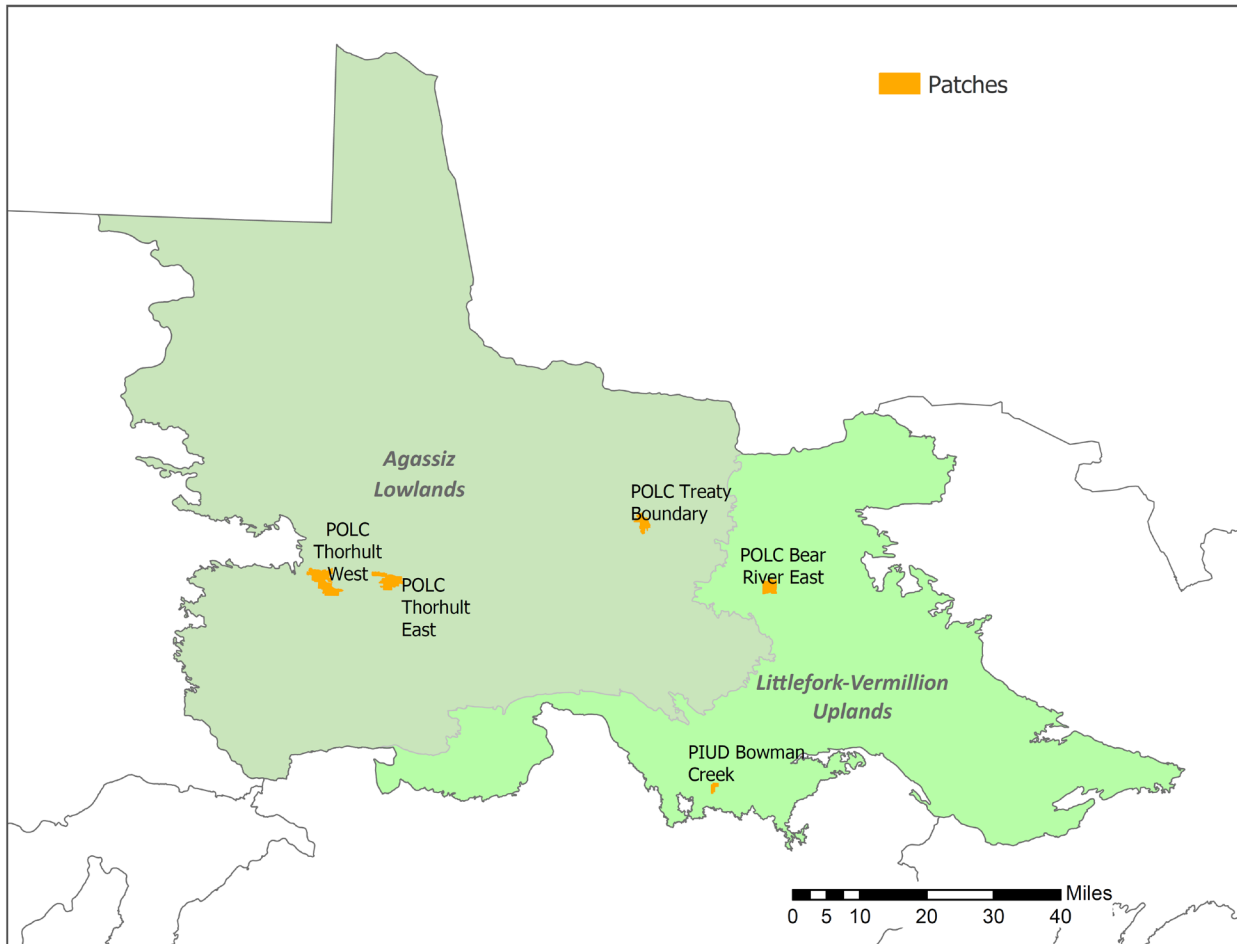 Patches
Agassiz
Lowlands
POLC Treaty
Boundary
POLC
Thorhult
West
POLC
Thorhult
East
POLC Bear
River East
Littlefork-Vermillion
Uplands
PIUD Bowman
Creek
Miles
0 5 10 20 30 40